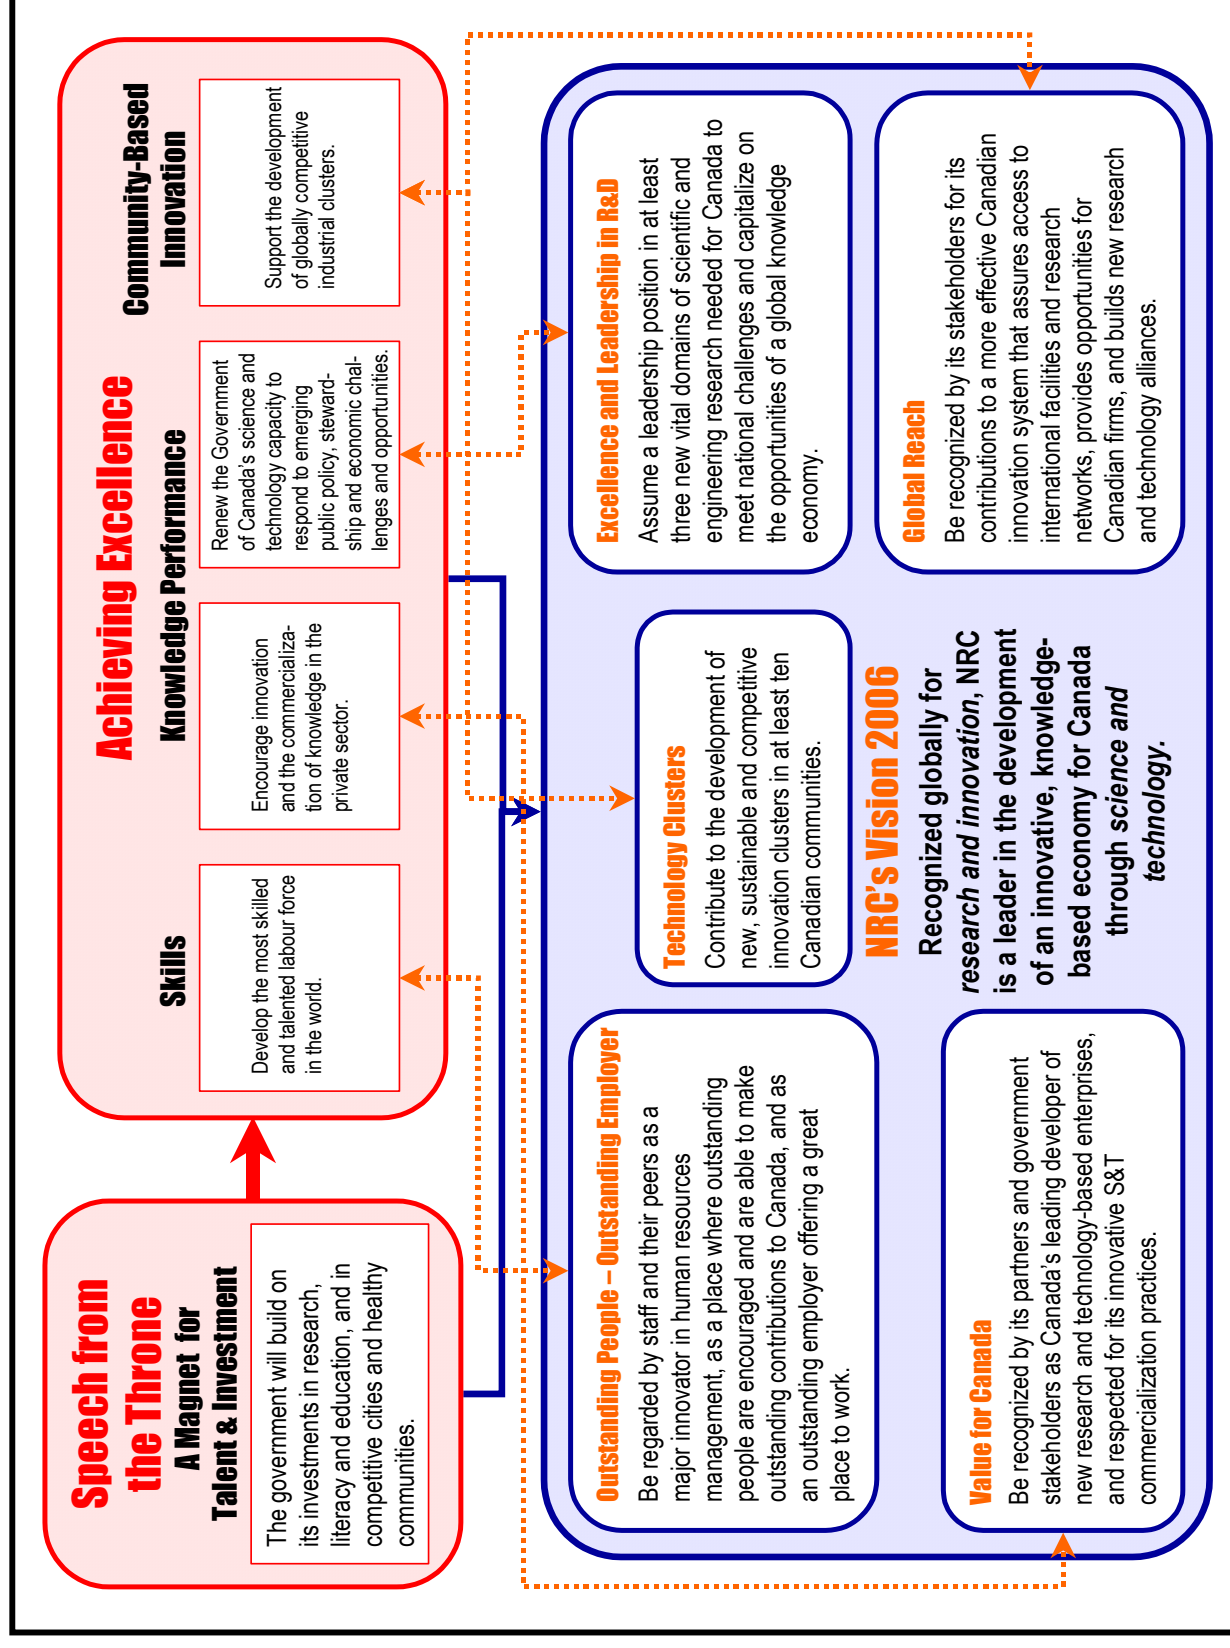 Speech from
the Throne
A Magnet for
Talent & Investment
The government will build on
its investments in research,
literacy and education, and in
competitive cities and healthy
communities.
Achieving Excellence
Skills
Develop the most skilled
and talented labour force
in the world.
Knowledge Performance
Encourage innovation
and the commercializa-
tion of knowledge in the
private sector.
Renew the Government
of Canada's science and
technology capacity to
respond to emerging
public policy, steward-
ship and economic chal-
lenges and opportunities.
Community-Based
Innovation
Support the development
of globally competitive
industrial clusters.
Outstanding People – Outstanding Employer
Be regarded by staff and their peers as a
major innovator in human resources
management, as a place where outstanding
people are encouraged and are able to make
outstanding contributions to Canada, and as
an outstanding employer offering a great
place to work.
Technology Clusters
Contribute to the development of
new, sustainable and competitive
innovation clusters in at least ten
Canadian communities.
Excellence and Leadership in R&D
Assume a leadership position in at least
three new vital domains of scientific and
engineering research needed for Canada to
meet national challenges and capitalize on
the opportunities of a global knowledge
economy.
Value for Canada
Be recognized by its partners and government
stakeholders as Canada's leading developer of
new research and technology-based enterprises,
and respected for its innovative S&T
commercialization practices.
NRC's Vision 2006
Recognized globally for
research and innovation, NRC
is a leader in the development
of an innovative, knowledge-
based economy for Canada
through science and
technology.
Global Reach
Be recognized by its stakeholders for its
contributions to a more effective Canadian
innovation system that assures access to
international facilities and research
networks, provides opportunities for
Canadian firms, and builds new research
and technology alliances.